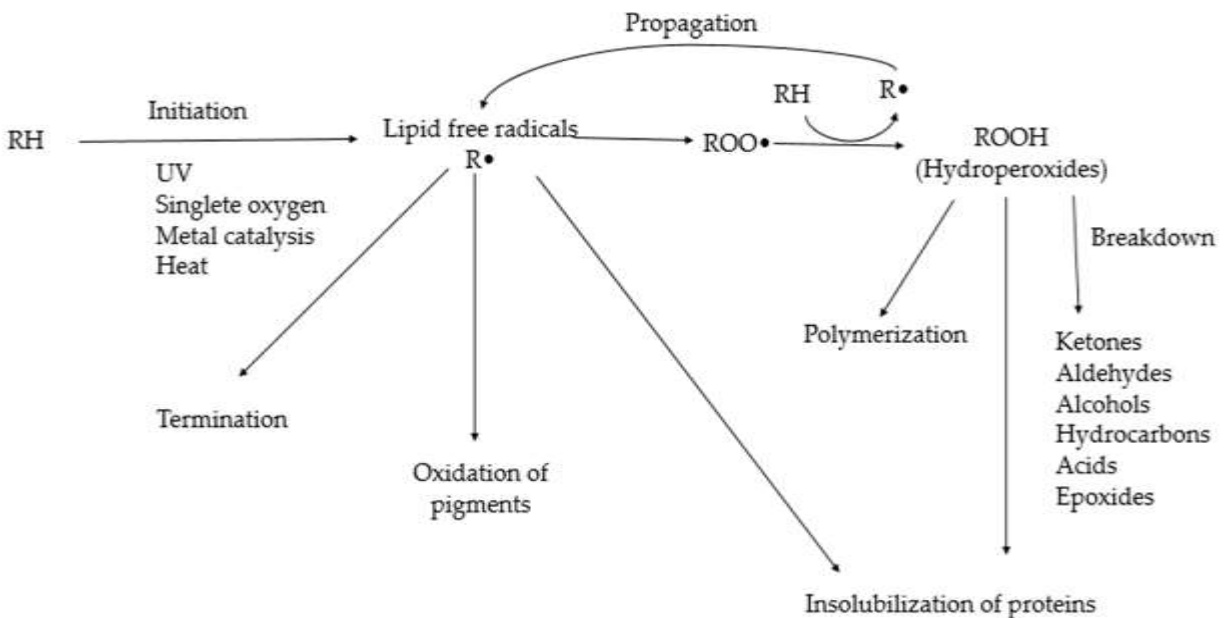 Propagation
RH
R●
Initiation
RH
Lipid free radicals
R●
ROO●
ROOH
(Hydroperoxides)
UV
Singlete oxygen
Metal catalysis
Heat
Breakdown
Polymerization
Ketones
Aldehydes
Alcohols
Hydrocarbons
Acids
Epoxides
Termination
Oxidation of
pigments
Insolubilization of proteins